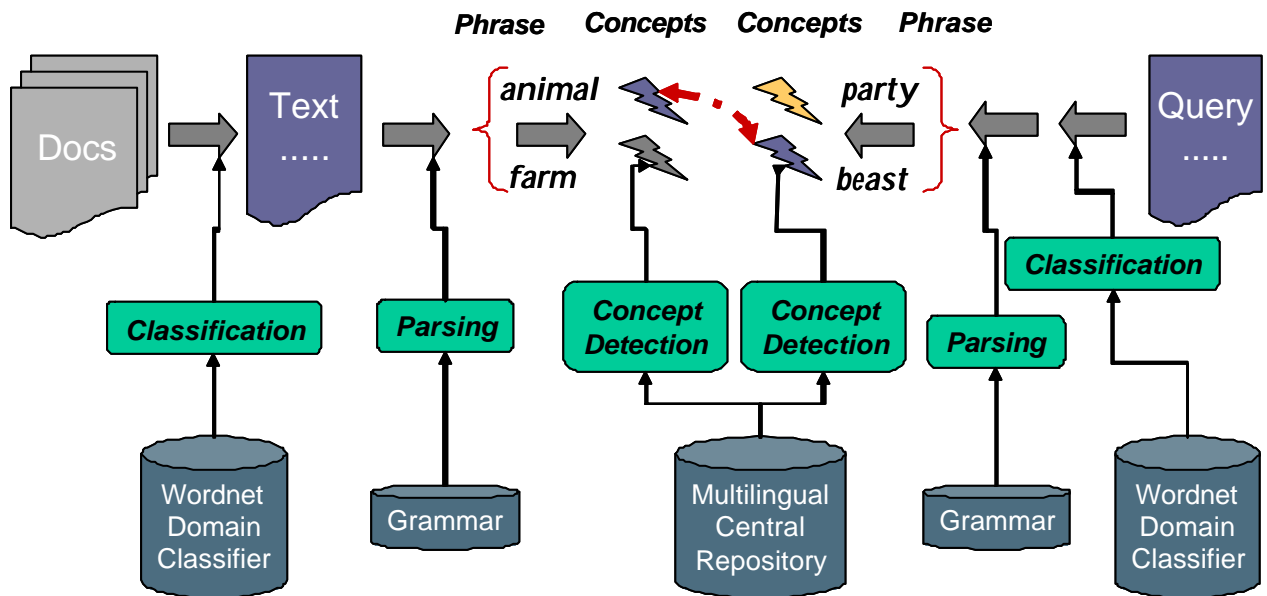 Phrase Concepts Concepts Phrase
Docs
Text
.....
animal
farm
party
beast
Query
.....
Classification
Parsing
Concept
Detection
Concept
Detection
Parsing
Classification
Wordnet
Domain
Classifier
Grammar
Multilingual
Central
Repository
Grammar
Wordnet
Domain
Classifier